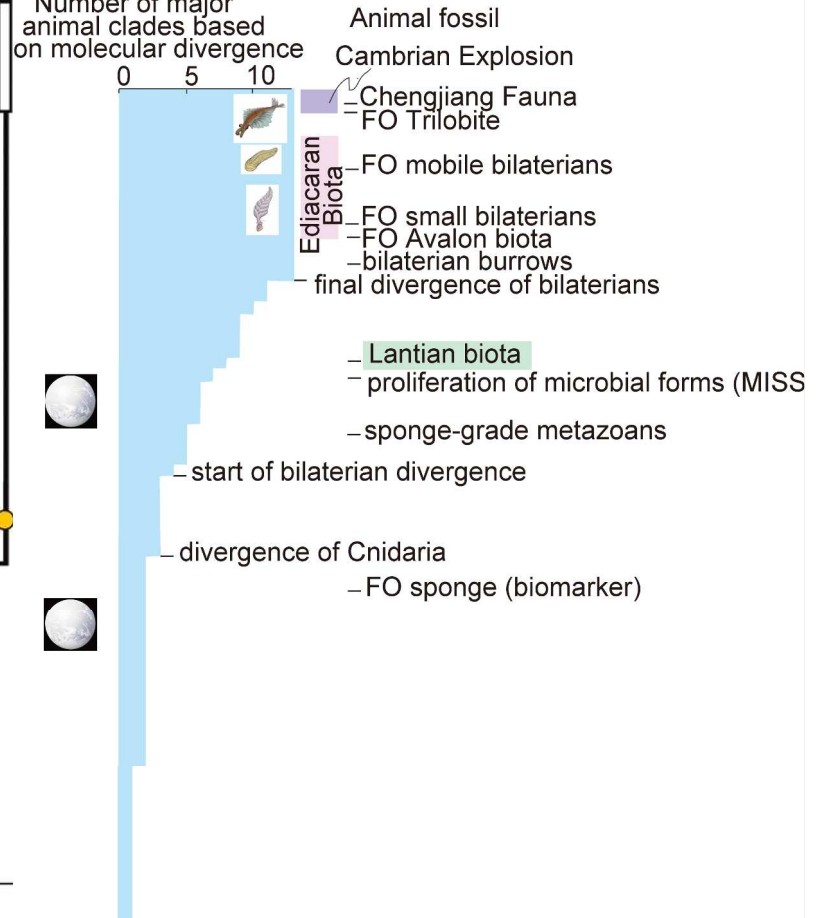 Number of major
animal clades based
on molecular divergence
0 5 10
Animal fossil
Cambrian Explosion
Chengjiang Fauna
FO Trilobite
Ediacaran
Biota
FO mobile bilaterians
FO small bilaterians
FO Avalon biota
bilaterian burrows
final divergence of bilaterians
Lantian biota
proliferation of microbial forms (MISS
sponge-grade metazoans
start of bilaterian divergence
divergence of Cnidaria
FO sponge (biomarker)